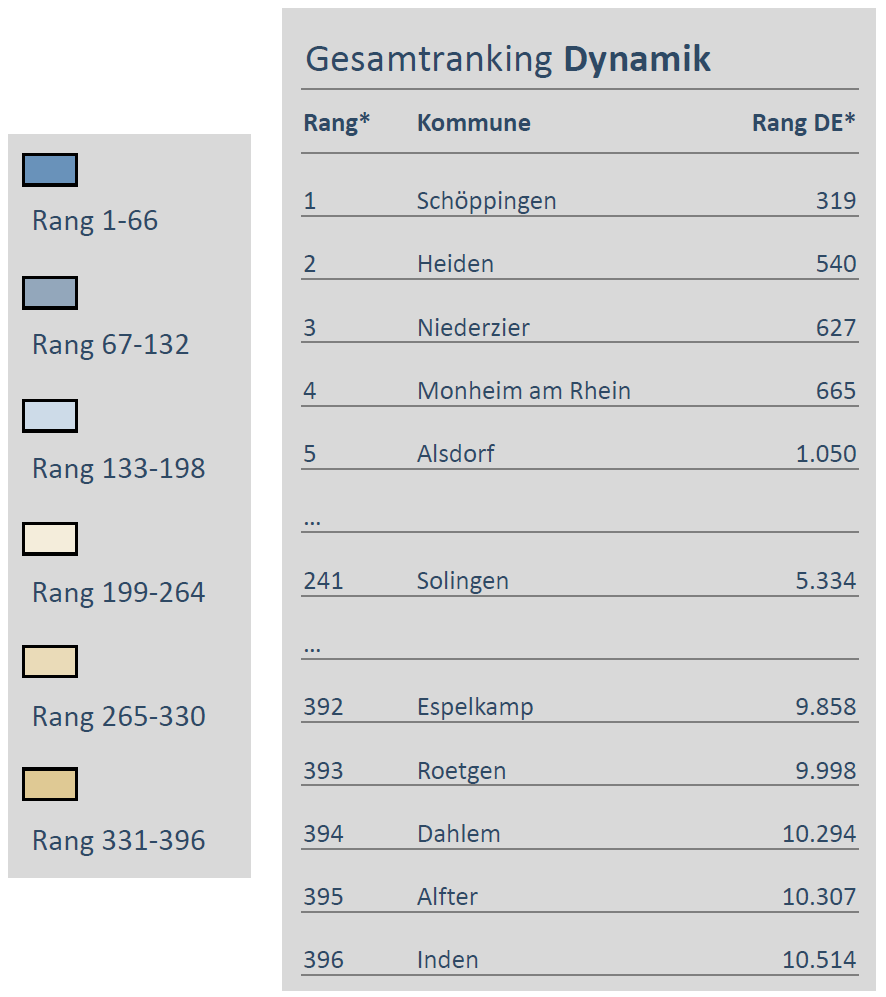 Rang 1-66
Rang 67-132
Rang 133-198
Rang 199-264
Rang 265-330
Rang 331-396
Gesamtranking Dynamik
Rang* Kommune Rang DE*
1 Schöppingen 319
2 Heiden 540
3 Niederzier 627
4 Monheim am Rhein 665
5 Alsdorf 1.050
...
241 Solingen 5.334
...
392 Espelkamp 9.858
393 Roetgen 9.998
394 Dahlem 10.294
395 Alfter 10.307
396 Inden 10.514